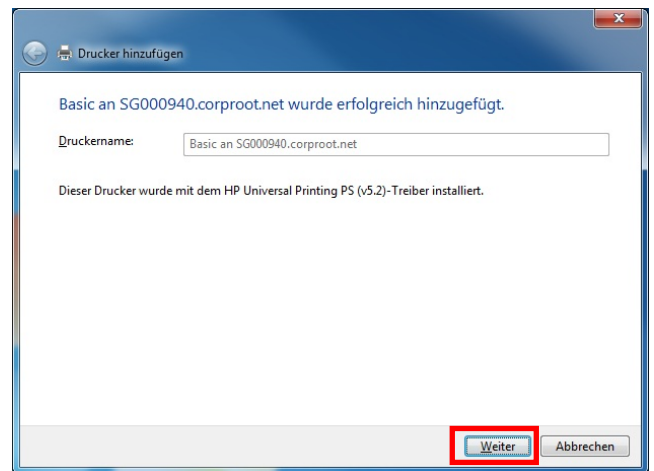 Drucker hinzufügen
Basic an SG000940.corproot.net wurde erfolgreich hinzugefügt.
Druckername: Basic an SG000940.corproot.net
Dieser Drucker wurde mit dem HP Universal Printing PS (v5.2)-Treiber installiert.
Weiter Abbrechen